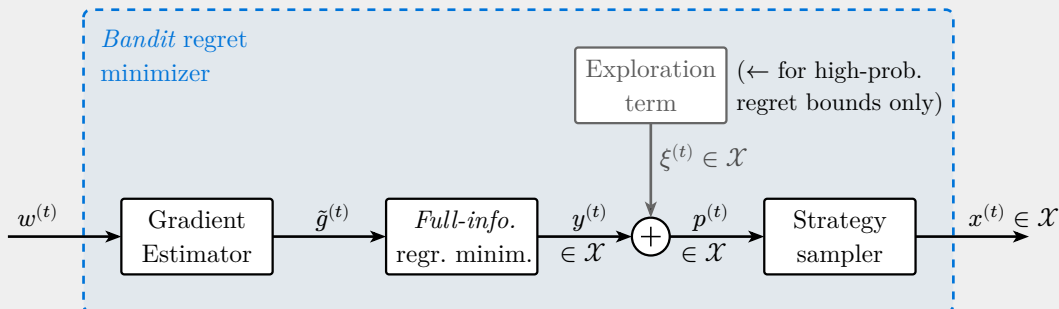 Bandit regret
minimizer
Exploration
term
(← for high-prob.
regret bounds only)
ξ^(t) ∈ 𝒳
w^(t)
Gradient
Estimator
g̃^(t)
Full-info.
regr. minim.
y^(t)
∈ 𝒳
+
p^(t)
∈ 𝒳
Strategy
sampler
x^(t) ∈ 𝒳